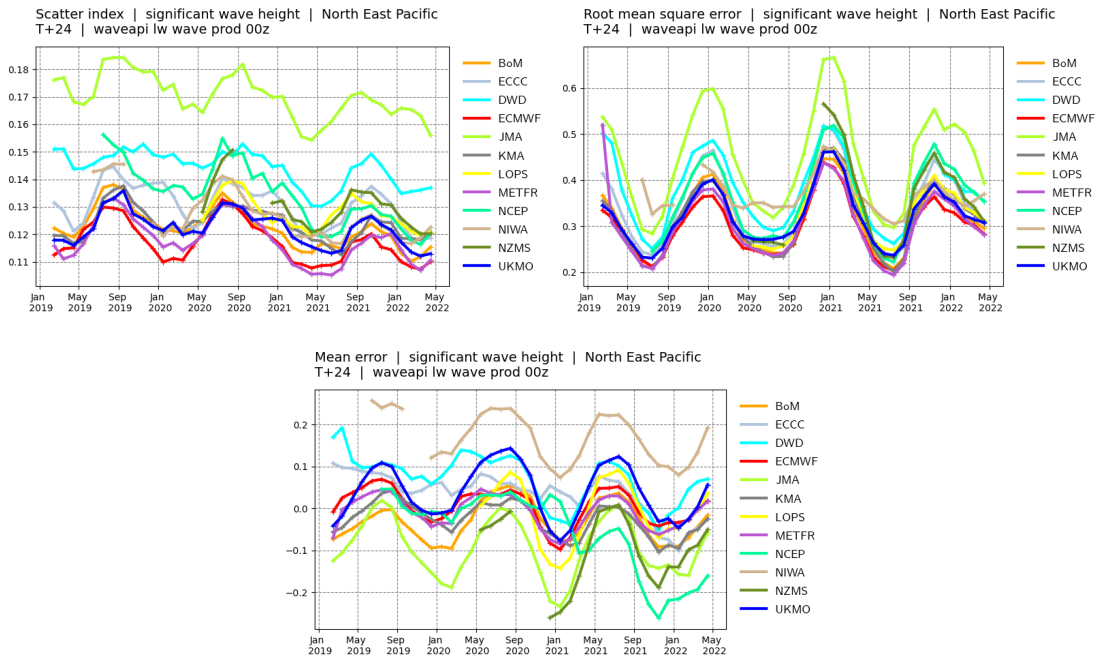 Scatter index | significant wave height | North East Pacific
T+24 | waveapi lw wave prod 00z
0.18
0.17
0.16
0.15
0.14
0.13
0.12
0.11
Jan 2019
May 2019
Sep 2019
Jan 2020
May 2020
Sep 2020
Jan 2021
May 2021
Sep 2021
Jan 2022
May 2022
BoM
ECCC
DWD
ECMWF
JMA
KMA
LOPS
METFR
NCEP
NIWA
NZMS
UKMO
Root mean square error | significant wave height | North East Pacific
T+24 | waveapi lw wave prod 00z
0.6
0.5
0.4
0.3
0.2
Jan 2019
May 2019
Sep 2019
Jan 2020
May 2020
Sep 2020
Jan 2021
May 2021
Sep 2021
Jan 2022
May 2022
BoM
ECCC
DWD
ECMWF
JMA
KMA
LOPS
METFR
NCEP
NIWA
NZMS
UKMO
Mean error | significant wave height | North East Pacific
T+24 | waveapi lw wave prod 00z
0.2
0.1
0.0
−0.1
−0.2
Jan 2019
May 2019
Sep 2019
Jan 2020
May 2020
Sep 2020
Jan 2021
May 2021
Sep 2021
Jan 2022
May 2022
BoM
ECCC
DWD
ECMWF
JMA
KMA
LOPS
METFR
NCEP
NIWA
NZMS
UKMO